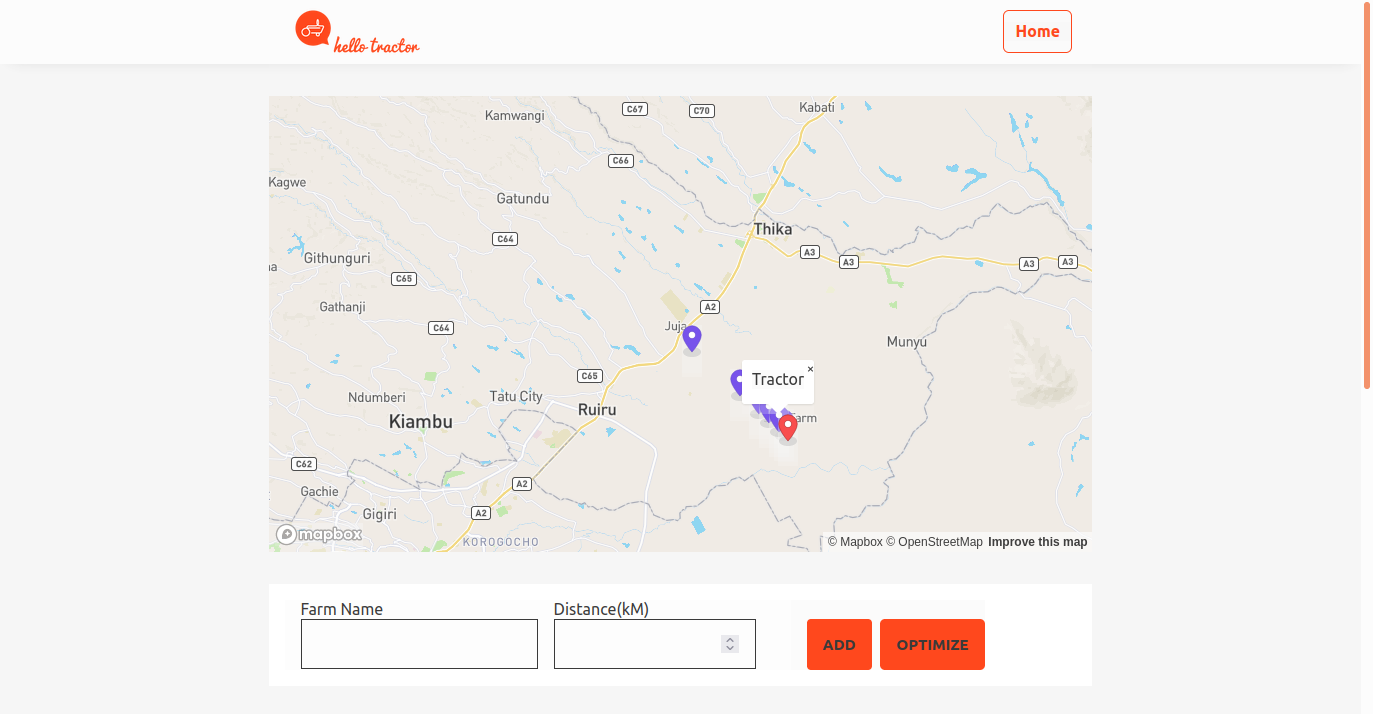 hello tractor
Home
C67
C70
Kabati
Kamwangi
C66
Kagwe
Gatundu
Thika
C64
A3
A3
A3
A3
Githunguri
C65
Gathanji
A2
C64
Juja
Munyu
Tractor ×
C65
Ndumberi
Tatu City
Ruiru
Kiambu
C62
A2
Gachie
Gigiri
A2
KOROGOCHO
mapbox
© Mapbox © OpenStreetMap Improve this map
Farm Name
Distance(kM)
ADD
OPTIMIZE